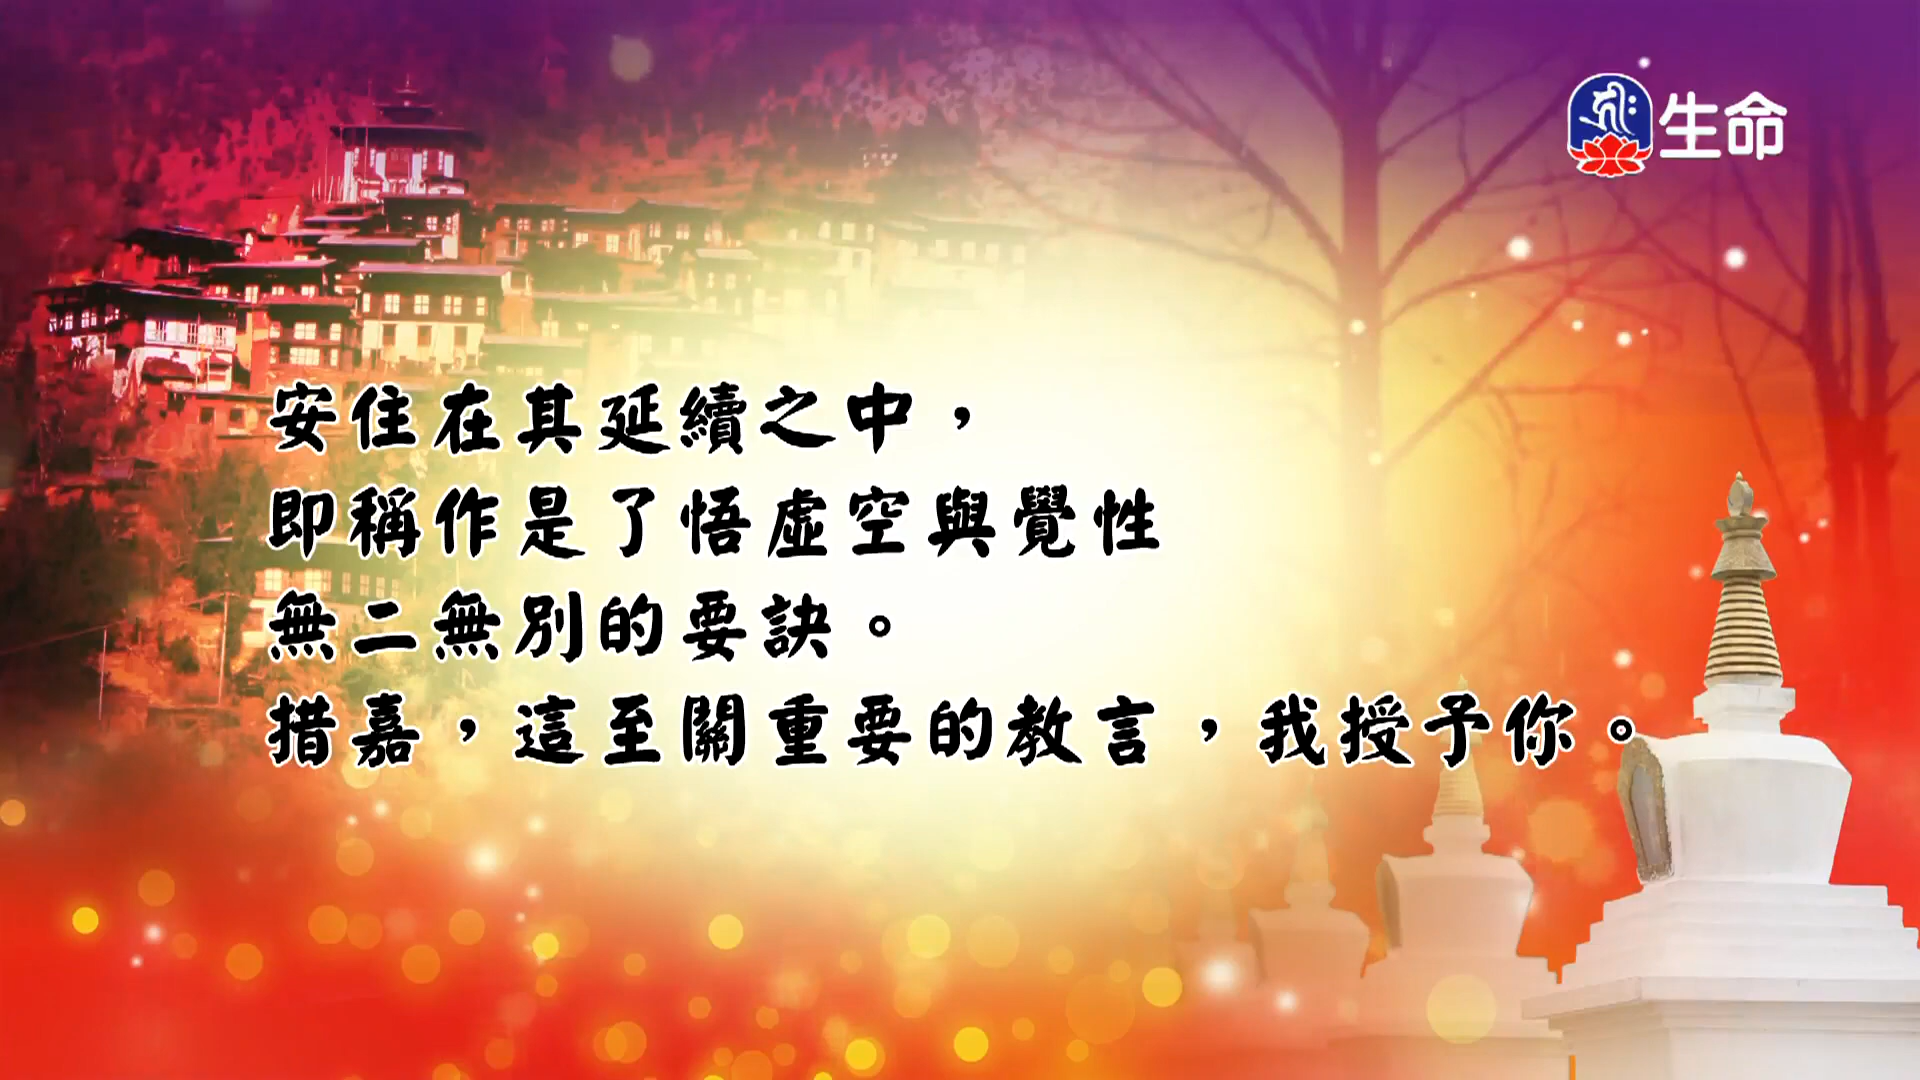 生命
安住在其延續之中，
即稱作是了悟虛空與覺性
無二無別的要訣。
措嘉，這至關重要的教言，我授予你。